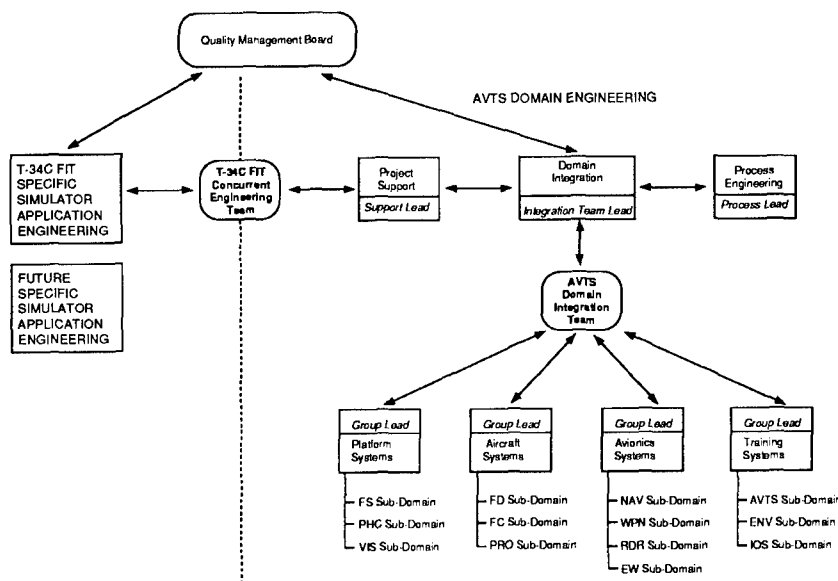 Quality Management Board
AVTS DOMAIN ENGINEERING
T-34C FIT
SPECIFIC
SIMULATOR
APPLICATION
ENGINEERING
T-34C FIT
Concurrent
Engineering
Team
Project
Support
Support Lead
Domain
Integration
Integration Team Lead
Process
Engineering
Process Lead
FUTURE
SPECIFIC
SIMULATOR
APPLICATION
ENGINEERING
AVTS
Domain
Integration
Team
Group Lead
Platform
Systems
FS Sub-Domain
PHC Sub-Domain
VIS Sub-Domain
Group Lead
Aircraft
Systems
FD Sub-Domain
FC Sub-Domain
PRO Sub-Domain
Group Lead
Avionics
Systems
NAV Sub-Domain
WPN Sub-Domain
RDR Sub-Domain
EW Sub-Domain
Group Lead
Training
Systems
AVTS Sub-Domain
ENV Sub-Domain
IOS Sub-Domain